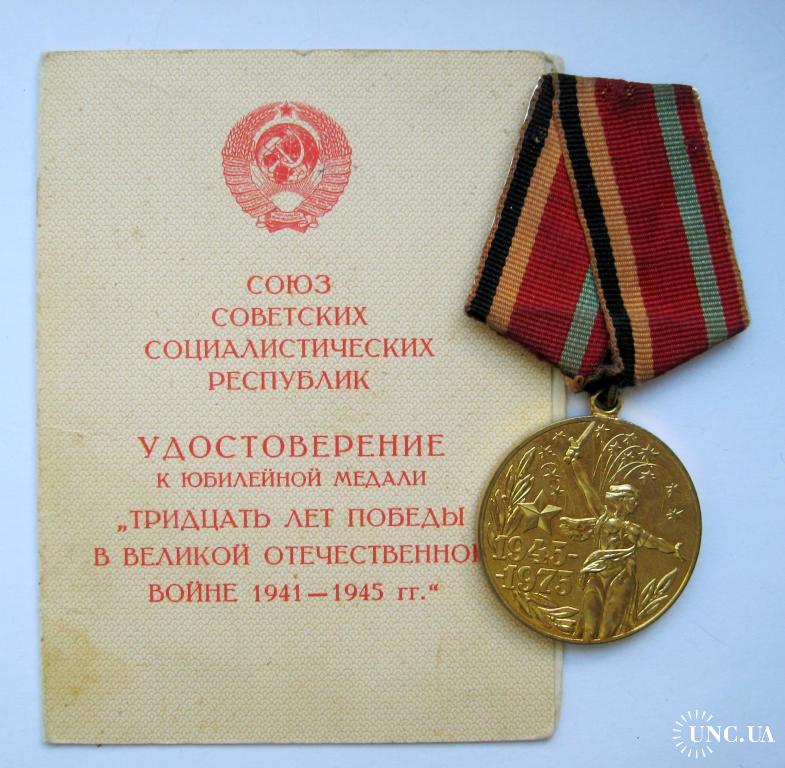 СОЮЗ
СОВЕТСКИХ
СОЦИАЛИСТИЧЕСКИХ
РЕСПУБЛИК
УДОСТОВЕРЕНИЕ
К ЮБИЛЕЙНОЙ МЕДАЛИ
„ТРИДЦАТЬ ЛЕТ ПОБЕДЫ
В ВЕЛИКОЙ ОТЕЧЕСТВЕННОЙ
ВОЙНЕ 1941—1945 гг.“
1945-
-1975
UNC.UA